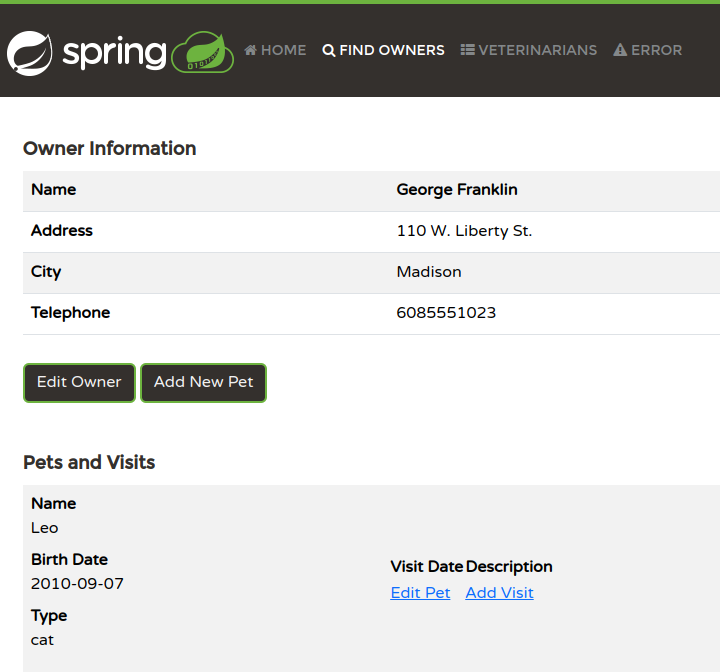 spring HOME FIND OWNERS VETERINARIANS ERROR
Owner Information
Name George Franklin
Address 110 W. Liberty St.
City Madison
Telephone 6085551023
Edit Owner Add New Pet
Pets and Visits
Name
Leo
Birth Date
2010-09-07
Type
cat
Visit Date Description
Edit Pet Add Visit